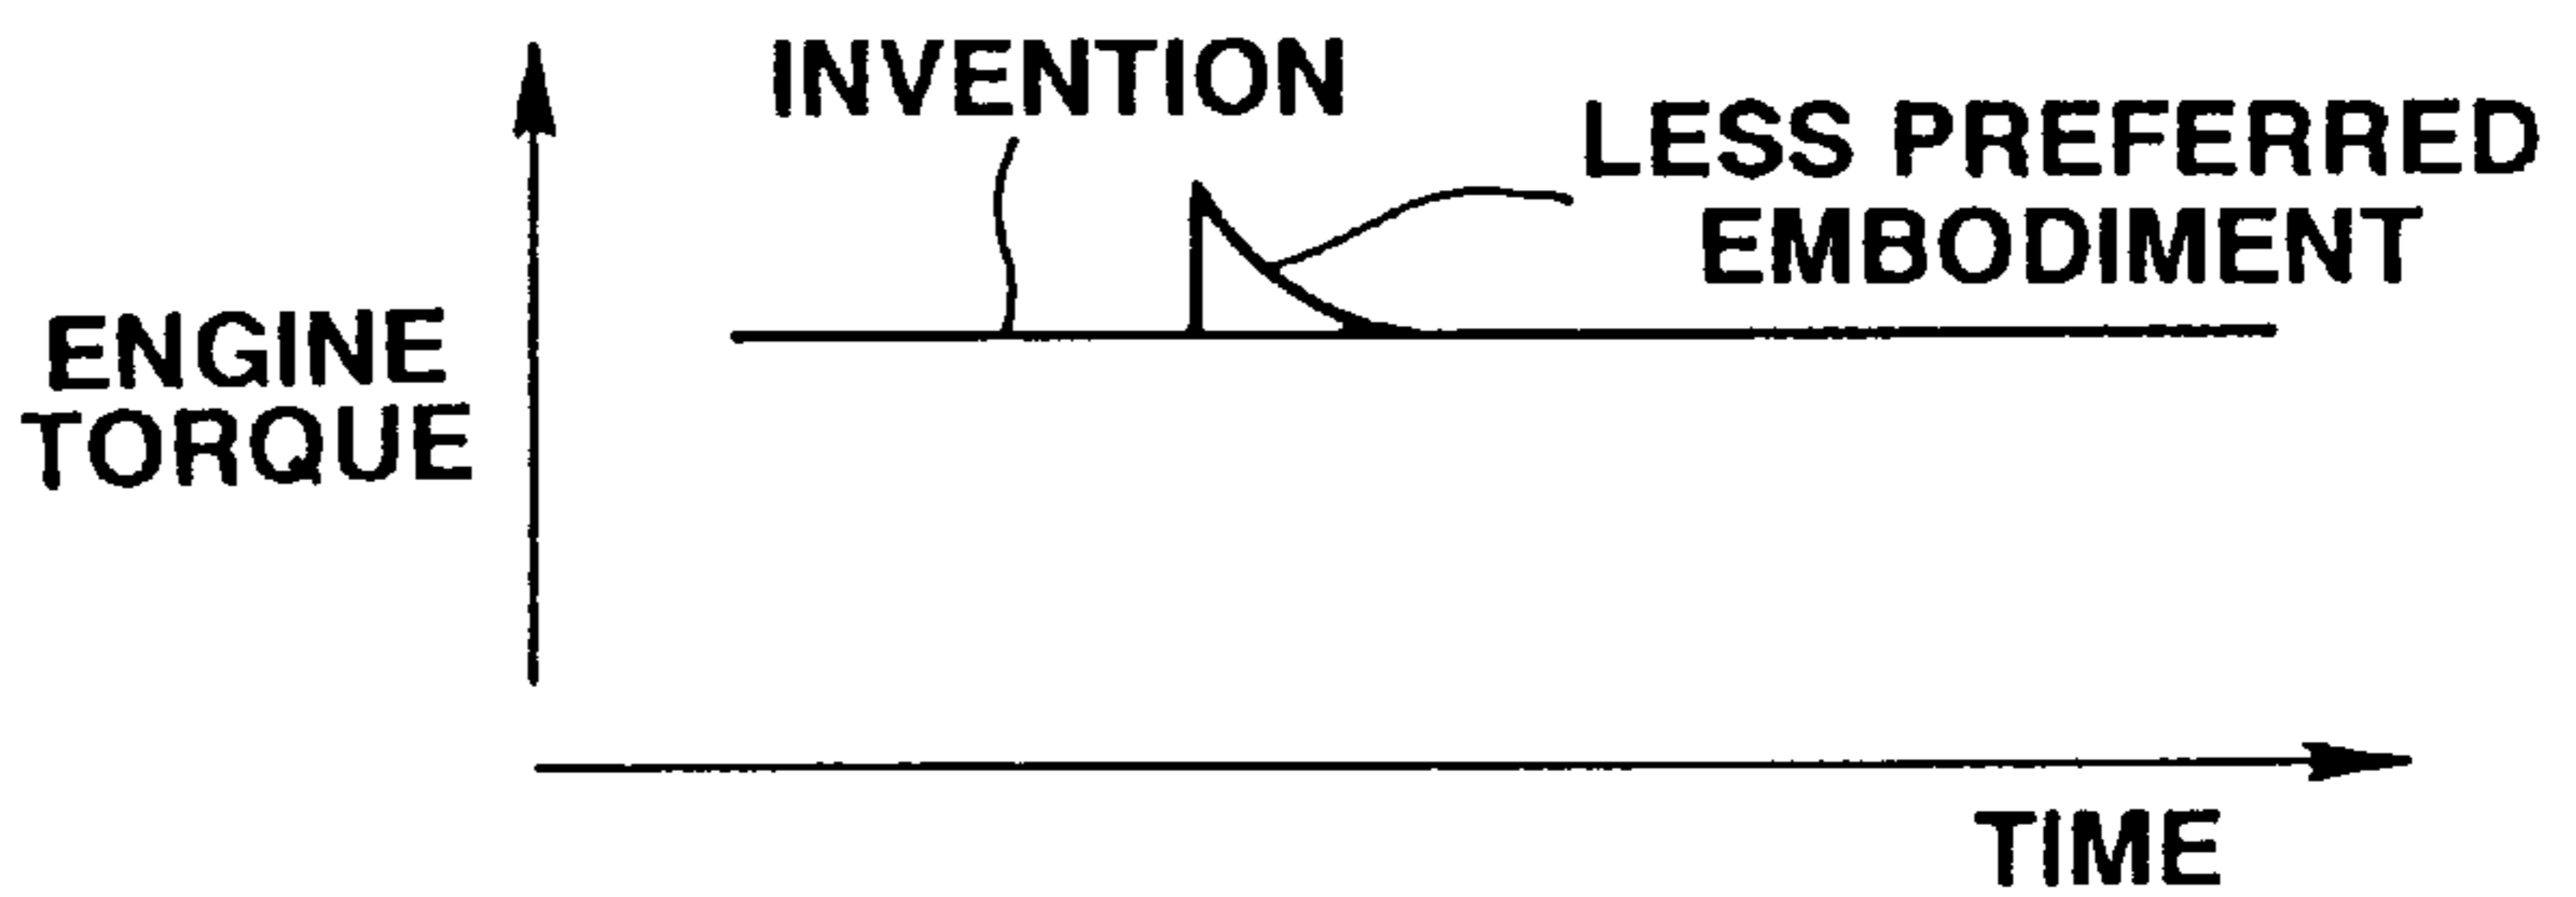 INVENTION
LESS PREFERRED
EMBODIMENT
ENGINE
TORQUE
TIME